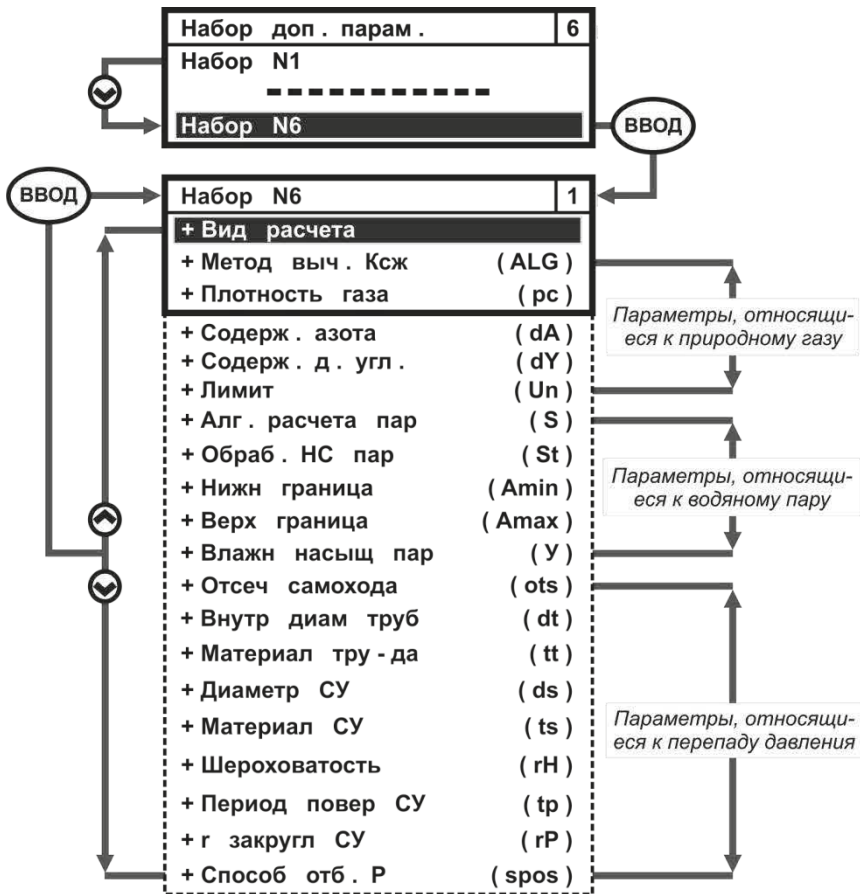 Набор доп. парам. 6
Набор N1
Набор N6
ВВОД
ВВОД
Набор N6 1
+ Вид расчета
+ Метод выч. Ксж (ALG)
+ Плотность газа (рс)
Параметры, относящи-
еся к природному газу
+ Содерж. азота (dA)
+ Содерж. д. угл. (dY)
+ Лимит (Un)
+ Алг. расчета пар (S)
+ Обраб. НС пар (St)
+ Нижн граница (Amin)
+ Верх граница (Amax)
+ Влажн насыщ пар (У)
Параметры, относящи-
еся к водяному пару
+ Отсеч самохода (ots)
+ Внутр диам труб (dt)
+ Материал тру-да (tt)
+ Диаметр СУ (ds)
+ Материал СУ (ts)
+ Шероховатость (rH)
+ Период повер СУ (tp)
+ r закругл СУ (rP)
+ Способ отб. Р (spos)
Параметры, относящи-
еся к перепаду давления